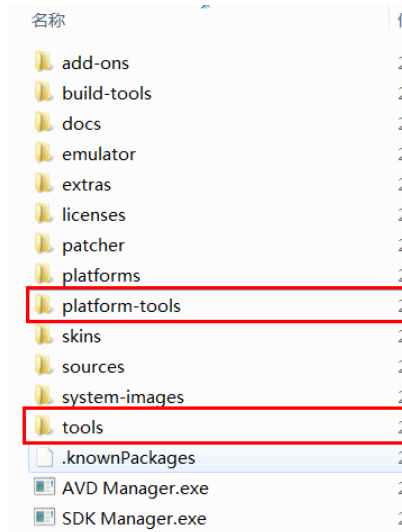 名称
add-ons
build-tools
docs
emulator
extras
licenses
patcher
platforms
platform-tools
skins
sources
system-images
tools
.knownPackages
AVD Manager.exe
SDK Manager.exe